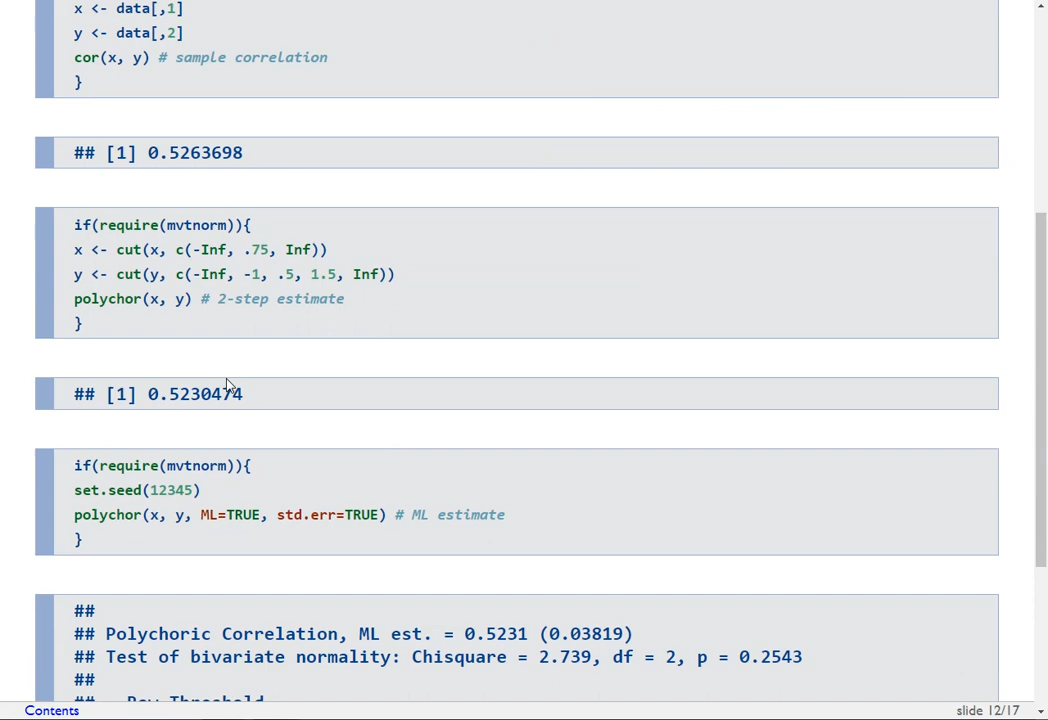 x <- data[,1]
y <- data[,2]
cor(x, y) # sample correlation
}
## [1] 0.5263698
if(require(mvtnorm)){
x <- cut(x, c(-Inf, .75, Inf))
y <- cut(y, c(-Inf, -1, .5, 1.5, Inf))
polychor(x, y) # 2-step estimate
}
## [1] 0.5230474
if(require(mvtnorm)){
set.seed(12345)
polychor(x, y, ML=TRUE, std.err=TRUE) # ML estimate
}
##
## Polychoric Correlation, ML est. = 0.5231 (0.03819)
## Test of bivariate normality: Chisquare = 2.739, df = 2, p = 0.2543
##
## Row Threshold
Contents
slide 12/17